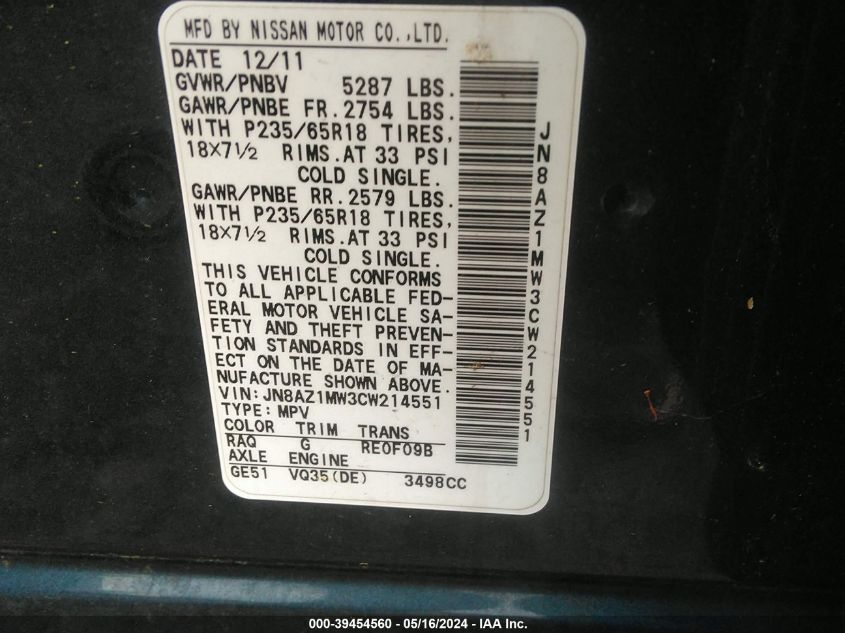 MFD BY NISSAN MOTOR CO.,LTD.
DATE 12/11
GVWR/PNBV 5287 LBS.
GAWR/PNBE FR. 2754 LBS.
WITH P235/65R18 TIRES,
18X7½ RIMS.AT 33 PSI
COLD SINGLE.
GAWR/PNBE RR. 2579 LBS.
WITH P235/65R18 TIRES,
18X7½ RIMS.AT 33 PSI
COLD SINGLE.
THIS VEHICLE CONFORMS
TO ALL APPLICABLE FED-
ERAL MOTOR VEHICLE SA-
FETY AND THEFT PREVEN-
TION STANDARDS IN EFF-
ECT ON THE DATE OF MA-
NUFACTURE SHOWN ABOVE.
VIN:JN8AZ1MW3CW214551
TYPE:MPV
COLOR TRIM TRANS
RAQ G RE0F09B
AXLE ENGINE
GE51 VQ35(DE) 3498CC
JN8AZ1MW3CW214551
000-39454560 - 05/16/2024 - IAA Inc.